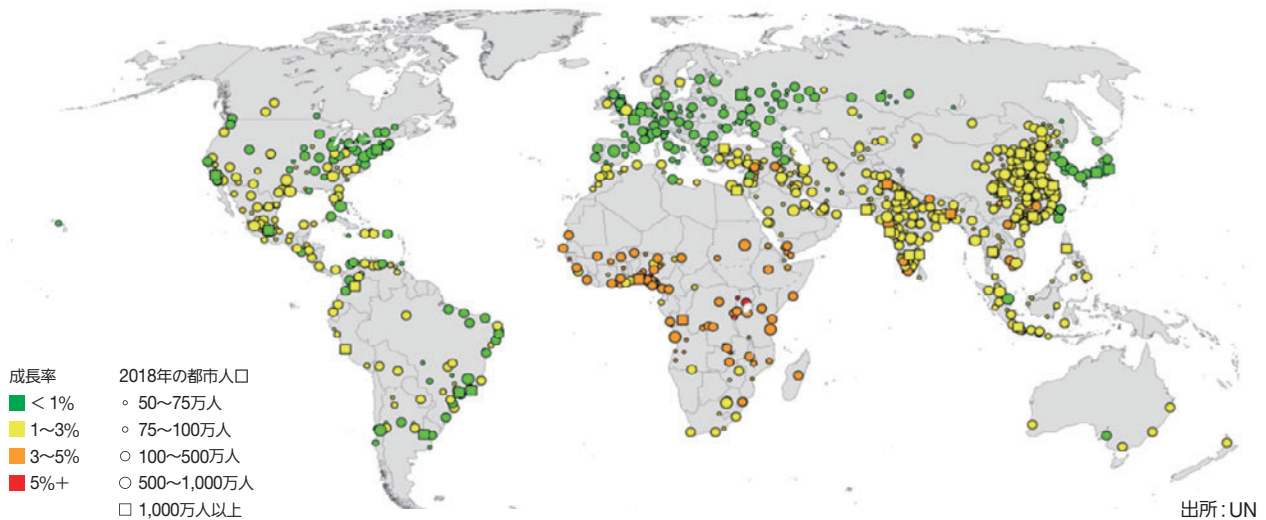 成長率
＜1%
1～3%
3～5%
5%＋
2018年の都市人口
50～75万人
75～100万人
100～500万人
500～1,000万人
1,000万人以上
出所：UN